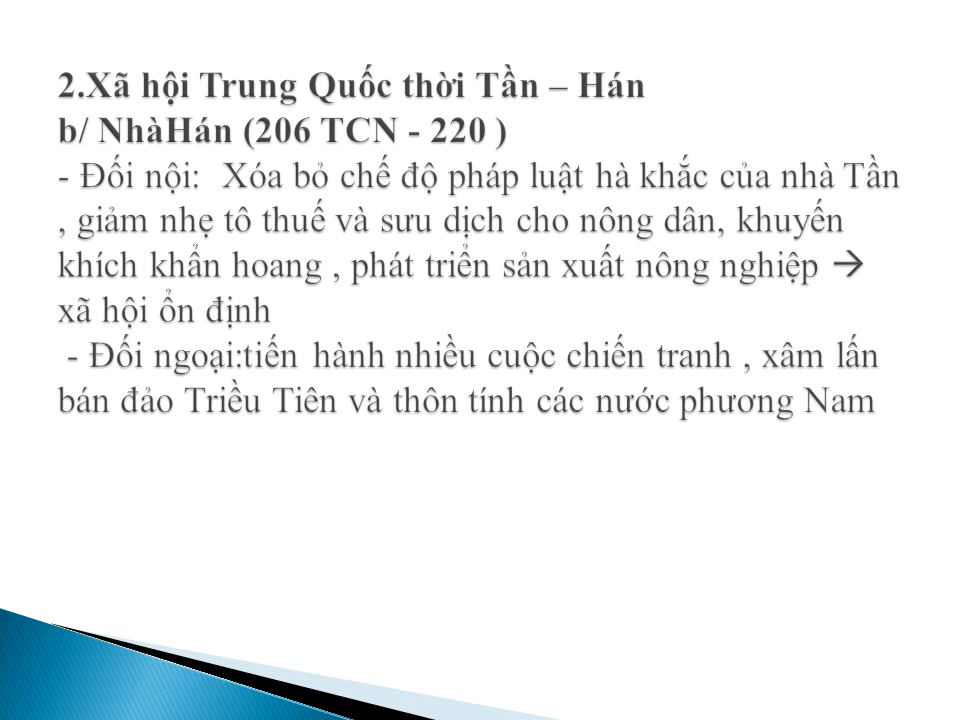 2.Xã hội Trung Quốc thời Tần – Hán
b/ NhàHán (206 TCN - 220 )
- Đối nội:  Xóa bỏ chế độ pháp luật hà khắc của nhà Tần
, giảm nhẹ tô thuế và sưu dịch cho nông dân, khuyến
khích khẩn hoang , phát triển sản xuất nông nghiệp →
xã hội ổn định
- Đối ngoại:tiến hành nhiều cuộc chiến tranh , xâm lấn
bán đảo Triều Tiên và thôn tính các nước phương Nam